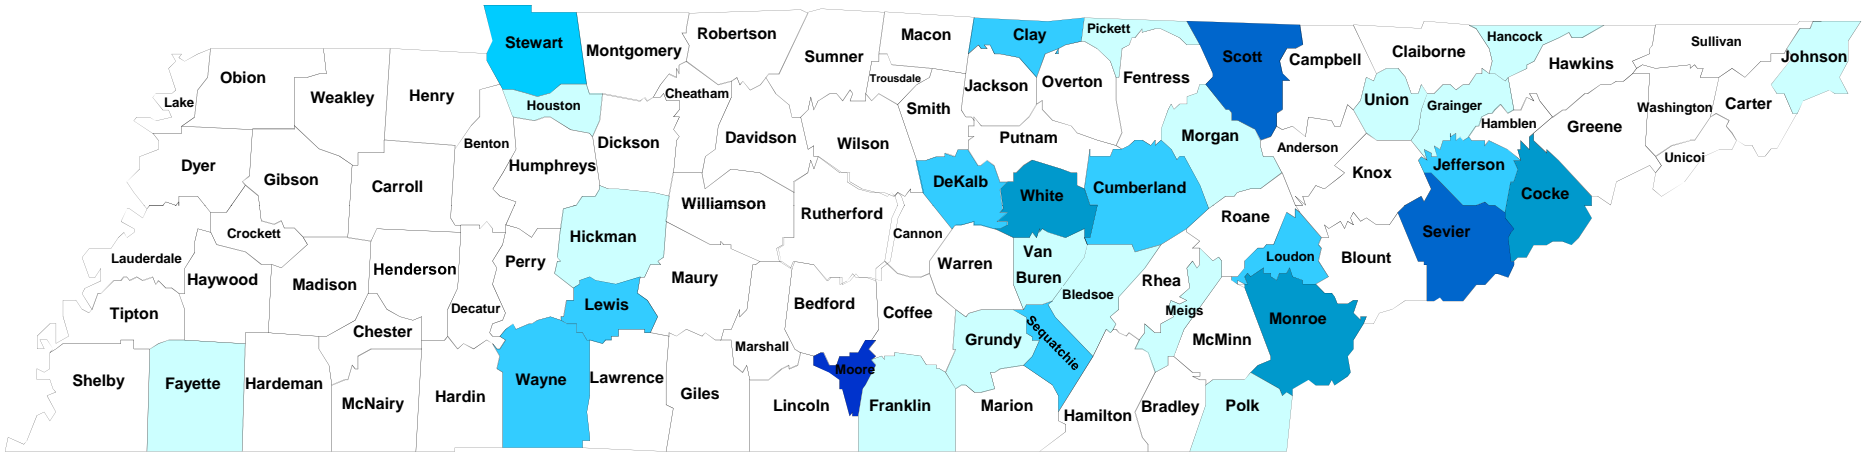 Stewart
Montgomery
Robertson
Sumner
Macon
Clay
Pickett
Scott
Campbell
Claiborne
Hancock
Hawkins
Sullivan
Johnson
Obion
Lake
Weakley
Henry
Houston
Cheatham
Trousdale
Smith
Jackson
Overton
Fentress
Union
Grainger
Hamblen
Greene
Washington
Carter
Unicoi
Dyer
Gibson
Carroll
Benton
Humphreys
Dickson
Davidson
Wilson
Putnam
Morgan
Anderson
Knox
Jefferson
Cocke
DeKalb
White
Cumberland
Roane
Sevier
Crockett
Lauderdale
Haywood
Madison
Henderson
Decatur
Perry
Hickman
Williamson
Rutherford
Cannon
Warren
Van
Buren
Bledsoe
Rhea
Meigs
Loudon
Blount
Tipton
Chester
Lewis
Maury
Marshall
Bedford
Coffee
Grundy
Sequatchie
McMinn
Monroe
Shelby
Fayette
Hardeman
McNairy
Hardin
Wayne
Lawrence
Giles
Lincoln
Moore
Franklin
Marion
Hamilton
Bradley
Polk